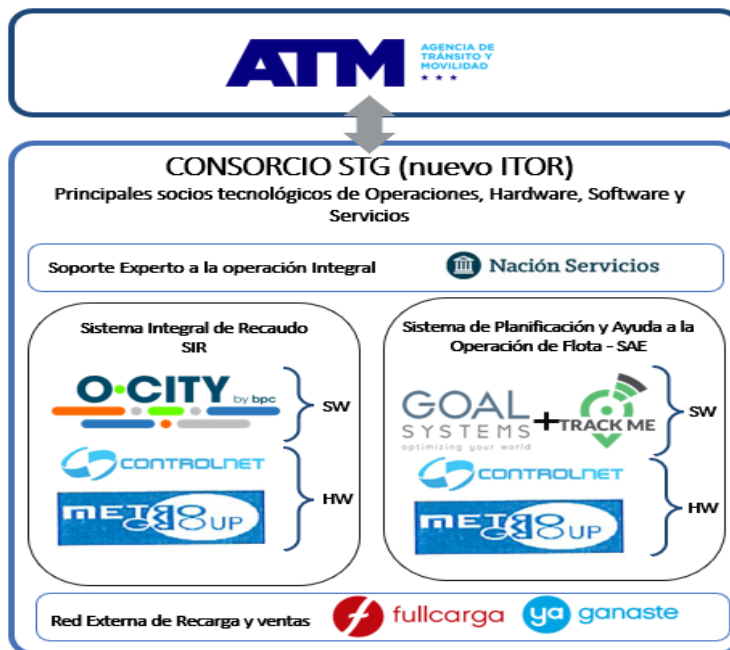 ATM AGENCIA DE
TRÁNSITO Y
MOVILIDAD
CONSORCIO STG (nuevo ITOR)
Principales socios tecnológicos de Operaciones, Hardware, Software y
Servicios
Soporte Experto a la operación Integral Nación Servicios
Sistema Integral de Recaudo
SIR
O·CITY by bpc SW
CONTROLNET
METRO GROUP HW
Sistema de Planificación y Ayuda a la
Operación de Flota - SAE
GOAL
SYSTEMS + TRACK ME SW
optimizing your world
CONTROLNET
METRO GROUP HW
Red Externa de Recarga y ventas fullcarga ya ganaste